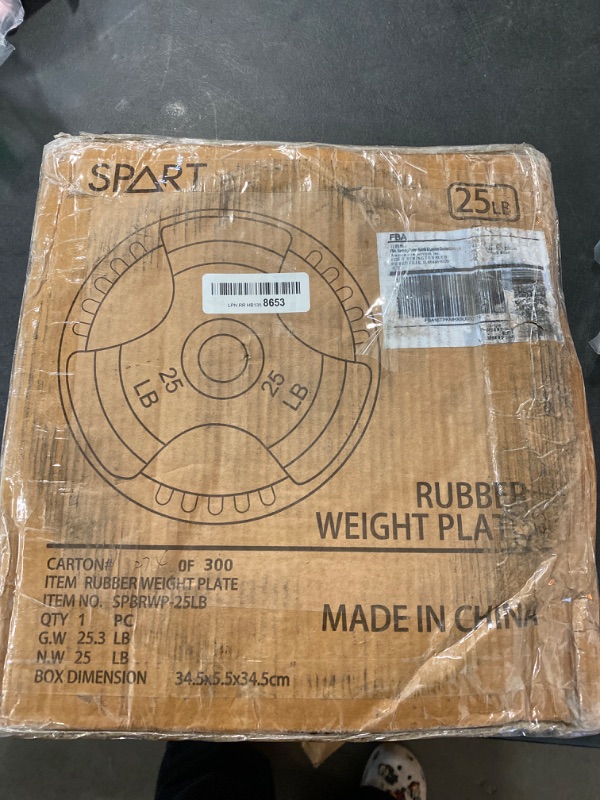 SPART
25LB
FBA
8653
25 LB
25 LB
RUBBER
WEIGHT
CARTON# OF 300
ITEM RUBBER WEIGHT PLATE
ITEM NO. SPBRWP-25LB
QTY 1 PC
G.W 25.3 LB
N.W 25 LB
BOX DIMENSION 34.5x5.5x34.5cm
MADE IN CHINA